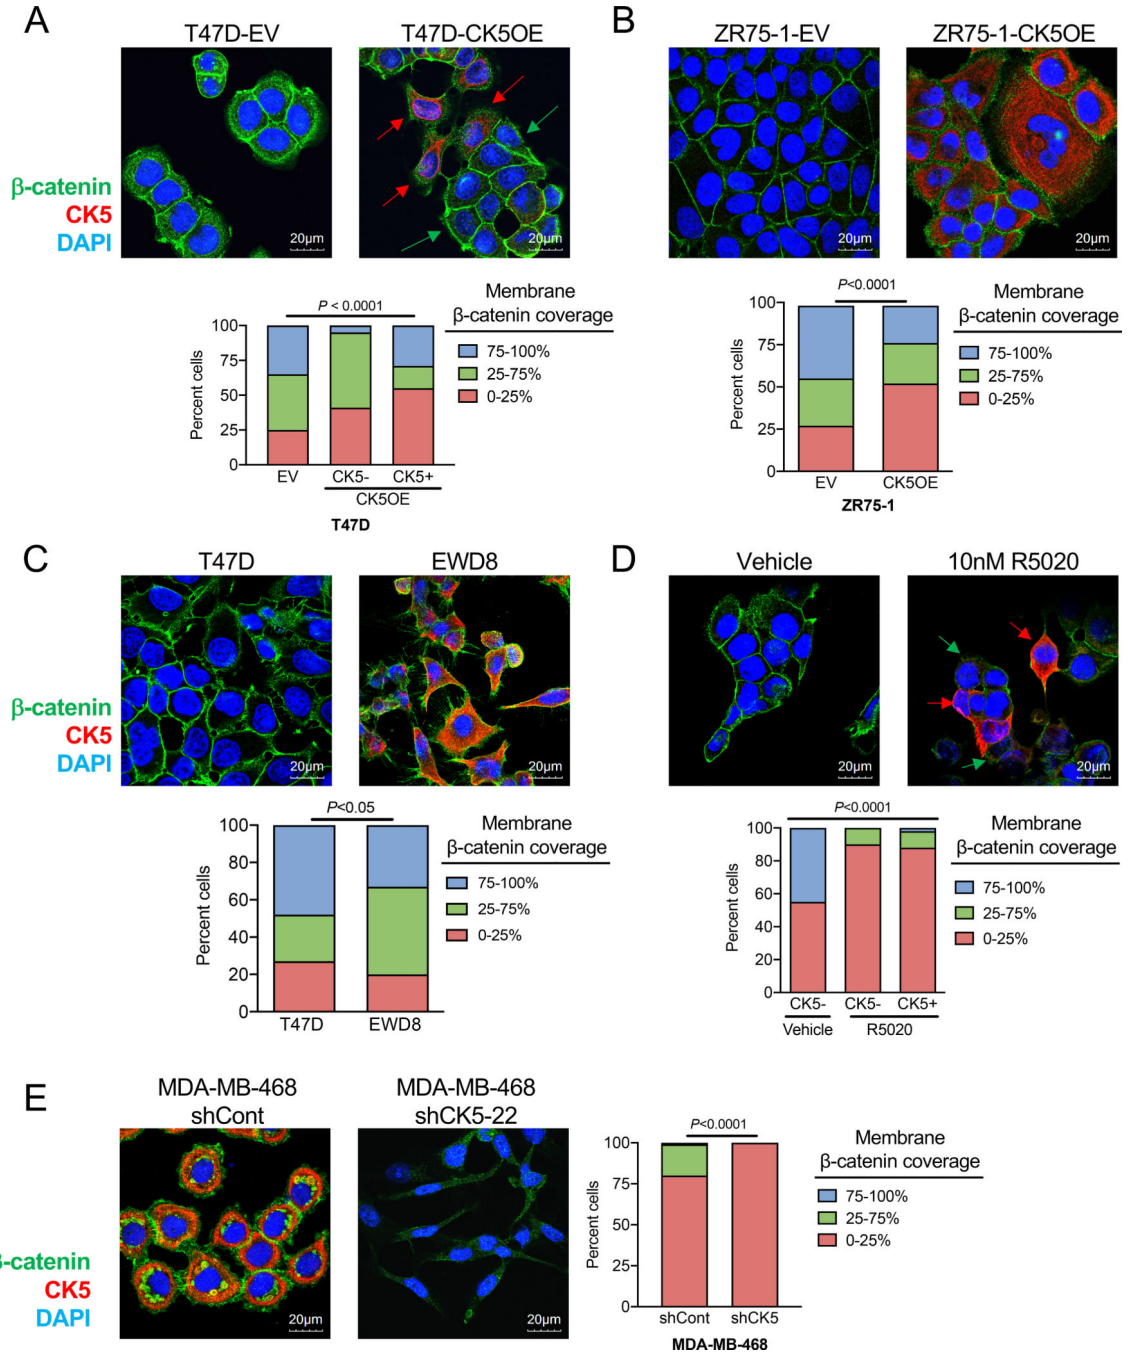 A
T47D-EV
T47D-CK5OE
β-catenin
CK5
DAPI
20µm
20µm
P < 0.0001
Membrane
β-catenin coverage
75-100%
25-75%
0-25%
Percent cells
100
75
50
25
0
EV
CK5-
CK5+
CK5OE
T47D
B
ZR75-1-EV
ZR75-1-CK5OE
20µm
20µm
P<0.0001
Membrane
β-catenin coverage
75-100%
25-75%
0-25%
Percent cells
100
75
50
25
0
EV
CK5OE
ZR75-1
C
T47D
EWD8
β-catenin
CK5
DAPI
20µm
20µm
P<0.05
Membrane
β-catenin coverage
75-100%
25-75%
0-25%
Percent cells
100
80
60
40
20
0
T47D
EWD8
D
Vehicle
10nM R5020
20µm
20µm
P<0.0001
Membrane
β-catenin coverage
75-100%
25-75%
0-25%
Percent cells
100
80
60
40
20
0
CK5-
CK5-
CK5+
Vehicle
R5020
E
MDA-MB-468
shCont
MDA-MB-468
shCK5-22
β-catenin
CK5
DAPI
20µm
20µm
P<0.0001
Membrane
β-catenin coverage
75-100%
25-75%
0-25%
Percent cells
100
75
50
25
0
shCont
shCK5
MDA-MB-468